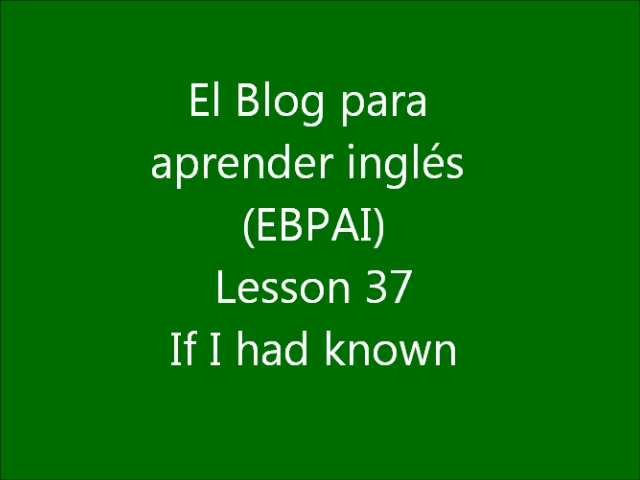 El Blog para
aprender inglés
(EBPAI)
Lesson 37
If I had known